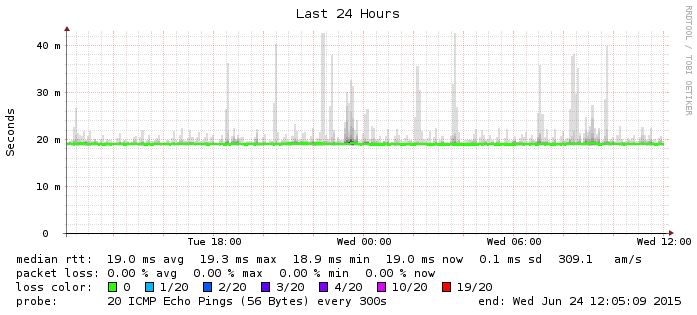 Last 24 Hours
RRDTOOL / TOBI OETIKER
Seconds
40 m
30 m
20 m
10 m
0
Tue 18:00 Wed 00:00 Wed 06:00 Wed 12:00
median rtt: 19.0 ms avg 19.3 ms max 18.9 ms min 19.0 ms now 0.1 ms sd 309.1 am/s
packet loss: 0.00 % avg 0.00 % max 0.00 % min 0.00 % now
loss color: 0 1/20 2/20 3/20 4/20 10/20 19/20
probe: 20 ICMP Echo Pings (56 Bytes) every 300s end: Wed Jun 24 12:05:09 2015